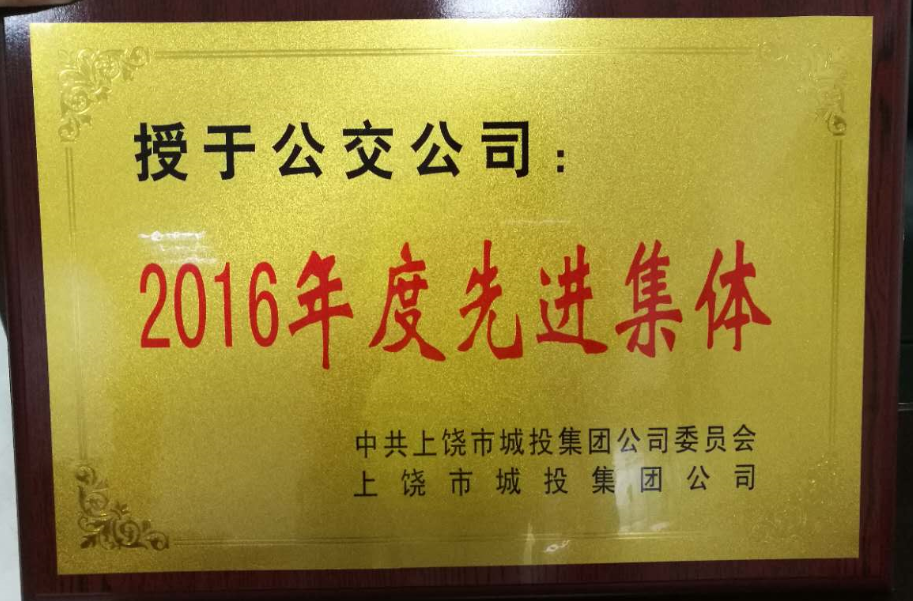 授于公交公司：
2016年度先进集体
中共上饶市城投集团公司委员会
上饶市城投集团公司